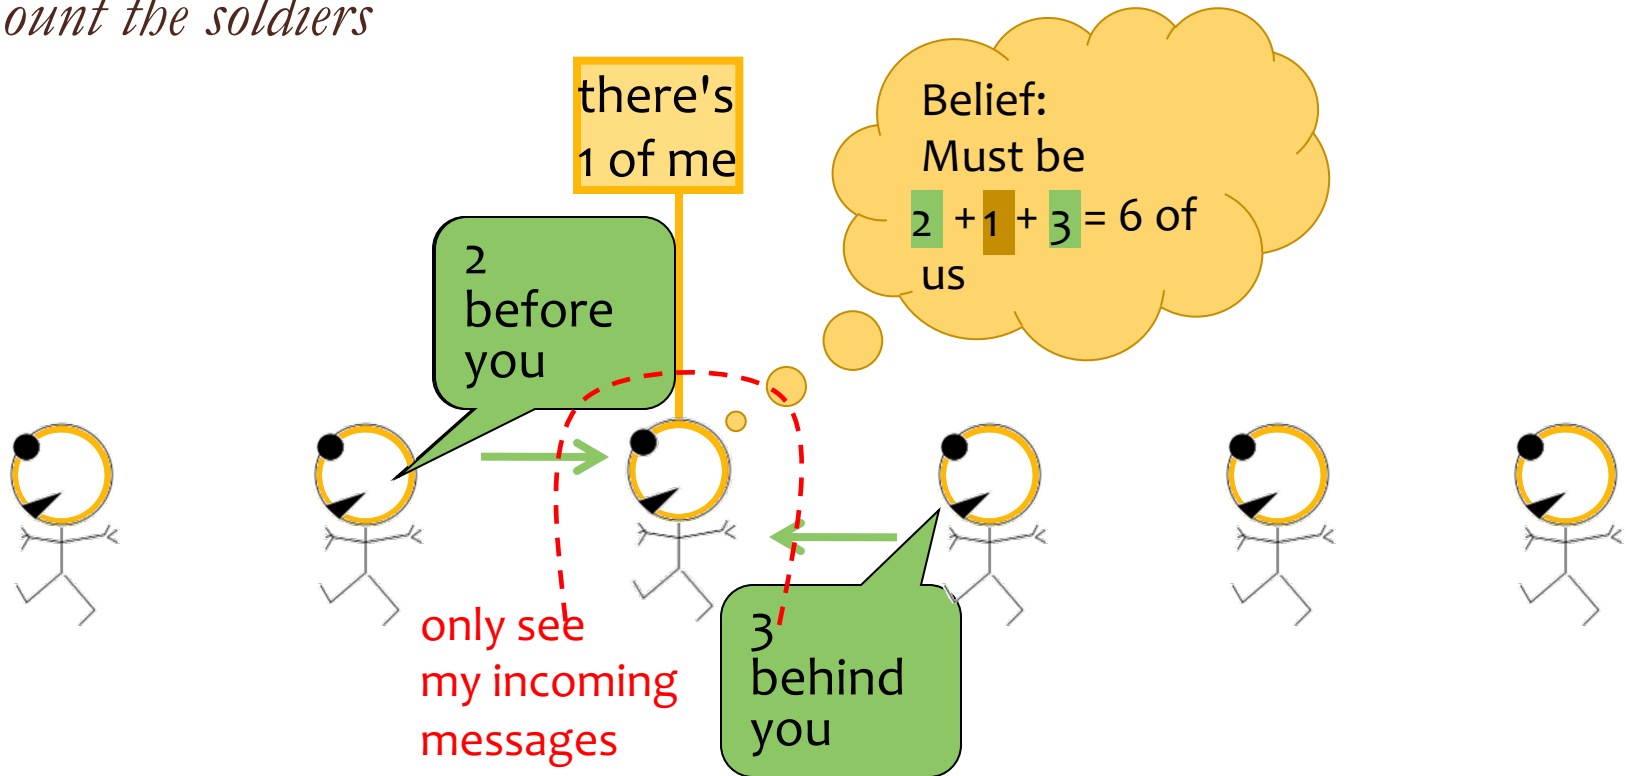 ount the soldiers
there's
1 of me
Belief:
Must be
2 + 1 + 3 = 6 of
us
2
before
you
only see
my incoming
messages
3
behind
you